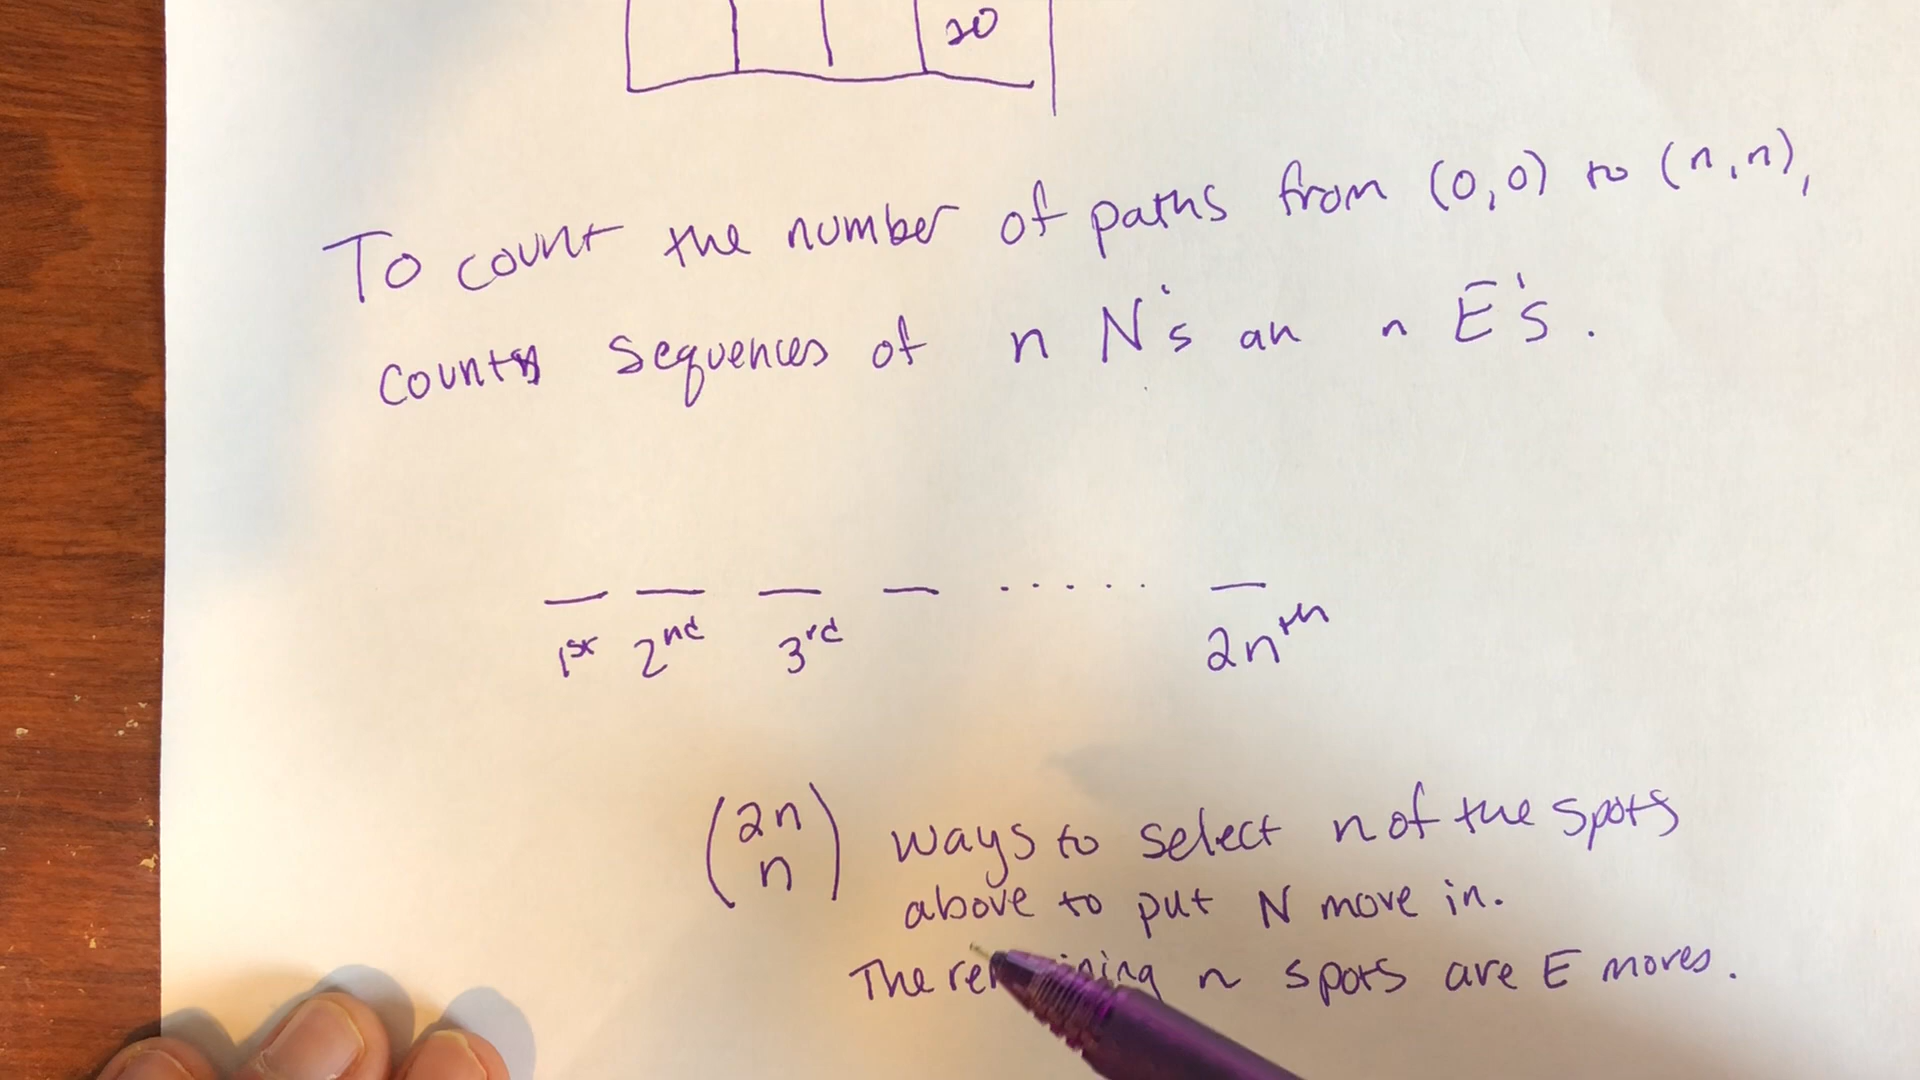 20
To count the number of paths from (0,0) to (n,n),
count sequences of n N's an n E's.
1st 2nd 3rd ..... 2nth
(2n n) ways to select n of the spots
above to put N move in.
The remaining n spots are E moves.